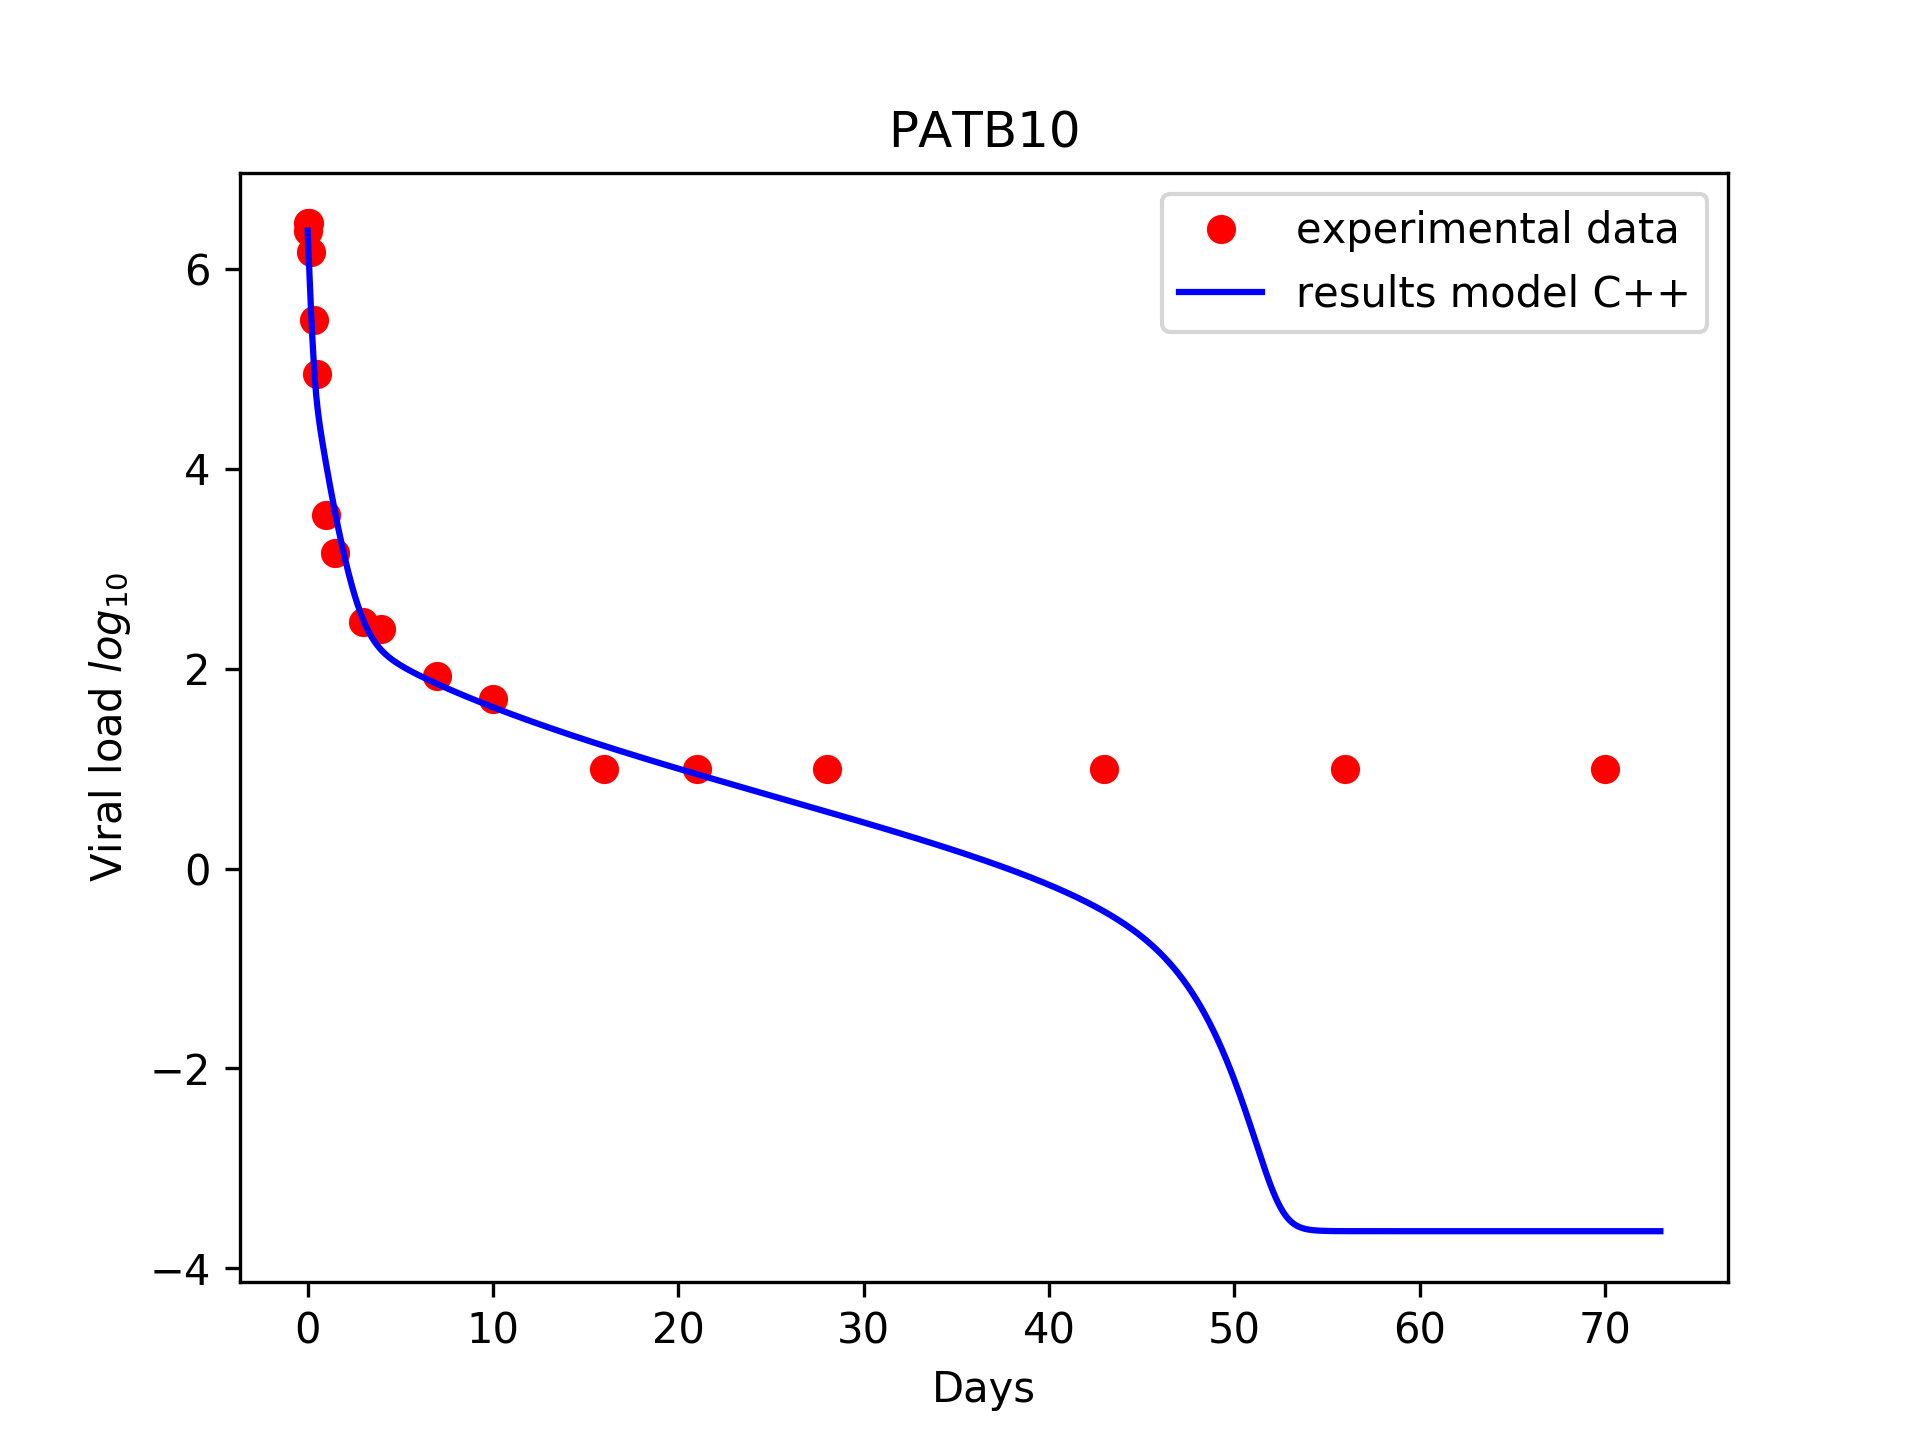 PATB10
experimental data
results model C++
Viral load log₁₀
6
4
2
0
−2
−4
0 10 20 30 40 50 60 70
Days